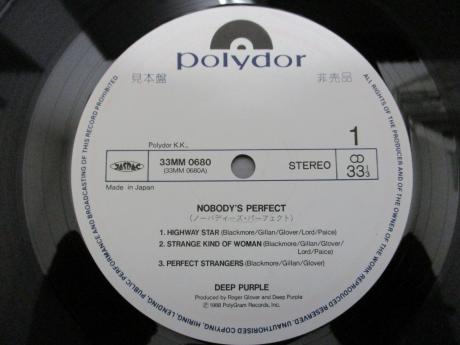 polydor
見本盤 非売品
Polydor K.K.,
1
JASRAC
33MM 0680
(33MM 0680A)
STEREO
CD
33 1/3
Made in Japan
NOBODY'S PERFECT
(ノーバディーズ・パーフェクト)
1. HIGHWAY STAR (Blackmore/Gillan/Glover/Lord/Paice)
2. STRANGE KIND OF WOMAN (Blackmore/Gillan/Glover/
Lord/Paice)
3. PERFECT STRANGERS (Blackmore/Gillan/Glover)
DEEP PURPLE
Produced by Roger Glover and Deep Purple
Ⓟ1988 PolyGram Records, Inc.
ALL RIGHTS OF THE PRODUCER AND OF THE OWNER OF THE WORK REPRODUCED RESERVED. UNAUTHORISED COPYING, HIRING, LENDING, PUBLIC PERFORMANCE AND BROADCASTING OF THIS RECORD PROHIBITED.